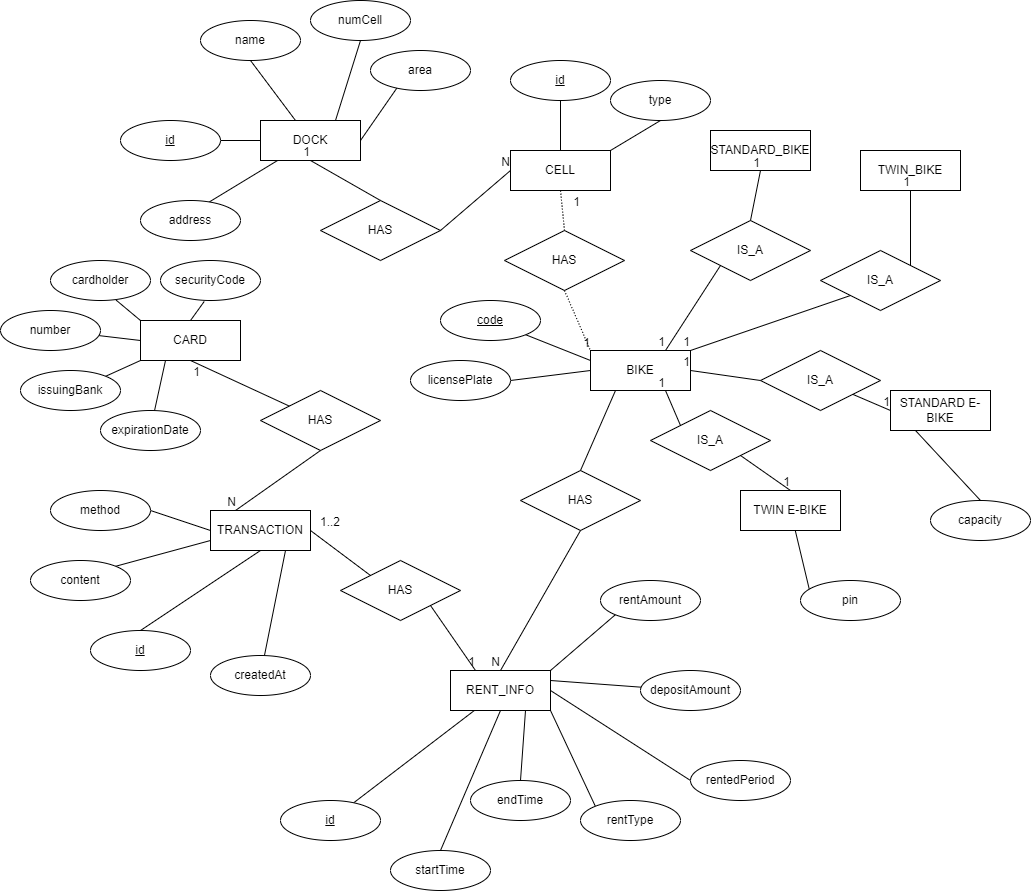 numCell
name
area
id
type
id
DOCK
1
STANDARD_BIKE
1
N
CELL
TWIN_BIKE
1
1
address
HAS
IS_A
HAS
cardholder
securityCode
IS_A
code
number
CARD
1
1
1
1
BIKE
1
licensePlate
1
issuingBank
IS_A
1
STANDARD E-
BIKE
HAS
expirationDate
IS_A
1
N
HAS
method
TWIN E-BIKE
1..2
TRANSACTION
capacity
content
HAS
rentAmount
pin
id
1
N
createdAt
RENT_INFO
depositAmount
rentedPeriod
endTime
id
rentType
startTime